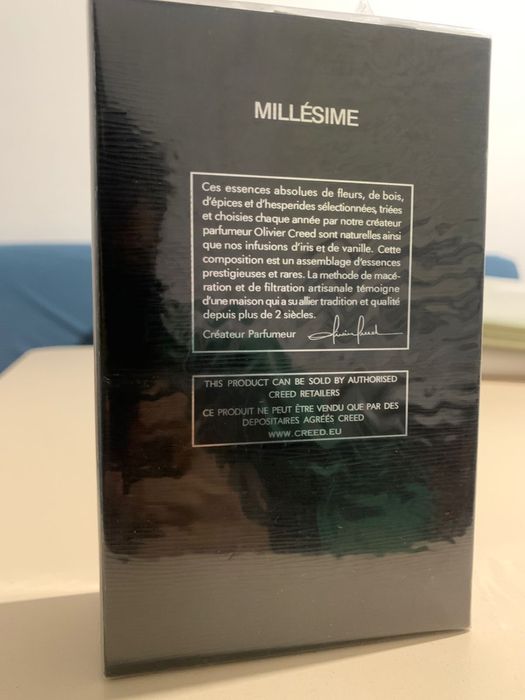 MILLÉSIME
Ces essences absolues de fleurs, de bois,
d'épices et d'hesperides sélectionnées, triées
et choisies chaque année par notre créateur
parfumeur Olivier Creed sont naturelles ainsi
que nos infusions d'iris et de vanille. Cette
composition est un assemblage d'essences
prestigieuses et rares. La methode de macé-
ration et de filtration artisanale témoigne
d'une maison qui a su allier tradition et qualité
depuis plus de 2 siècles.
Créateur Parfumeur
THIS PRODUCT CAN BE SOLD BY AUTHORISED
CREED RETAILERS
CE PRODUIT NE PEUT ÊTRE VENDU QUE PAR DES
DEPOSITAIRES AGRÉÉS CREED
WWW.CREED.EU